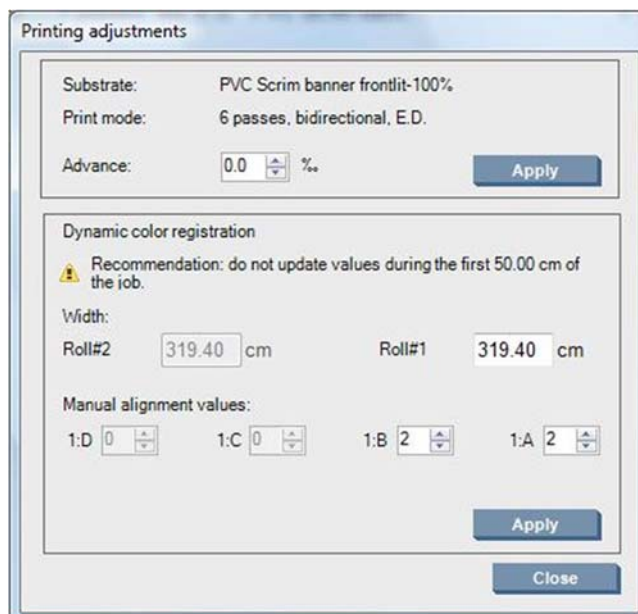 Printing adjustments
Substrate: PVC Scrim banner frontlit-100%
Print mode: 6 passes, bidirectional, E.D.
Advance: 0.0 ‰ Apply
Dynamic color registration
Recommendation: do not update values during the first 50.00 cm of
the job.
Width:
Roll#2 319.40 cm Roll#1 319.40 cm
Manual alignment values:
1:D 0 1:C 0 1:B 2 1:A 2
Apply
Close